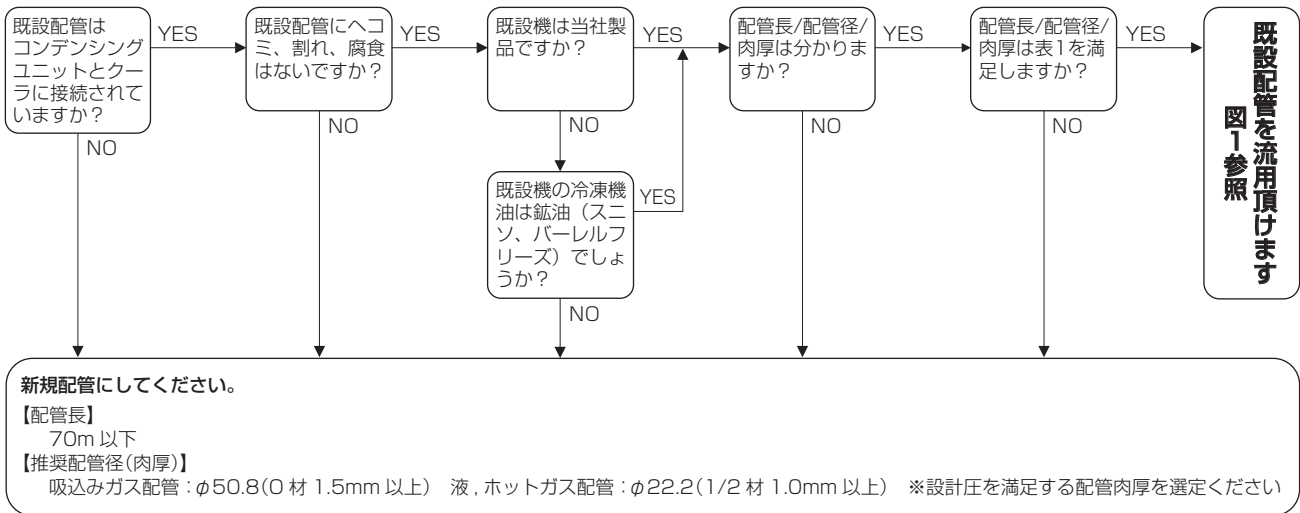 既設配管は
コンデンシング
ユニットとクー
ラに接続されて
いますか？
YES
NO
既設配管にヘコ
ミ、割れ、腐食
はないですか？
YES
NO
既設機は当社製
品ですか？
YES
NO
既設機の冷凍機
油は鉱油（スニ
ソ、バーレルフ
リーズ）でしょ
うか？
YES
NO
配管長/配管径/
肉厚は分かりま
すか？
YES
NO
配管長/配管径/
肉厚は表1を満
足しますか？
YES
NO
既設配管を流用頂けます
図1参照
新規配管にしてください。
【配管長】
70m 以下
【推奨配管径（肉厚）】
吸込みガス配管：φ50.8（O 材 1.5mm 以上） 液 , ホットガス配管：φ22.2（1/2 材 1.0mm 以上） ※設計圧を満足する配管肉厚を選定ください